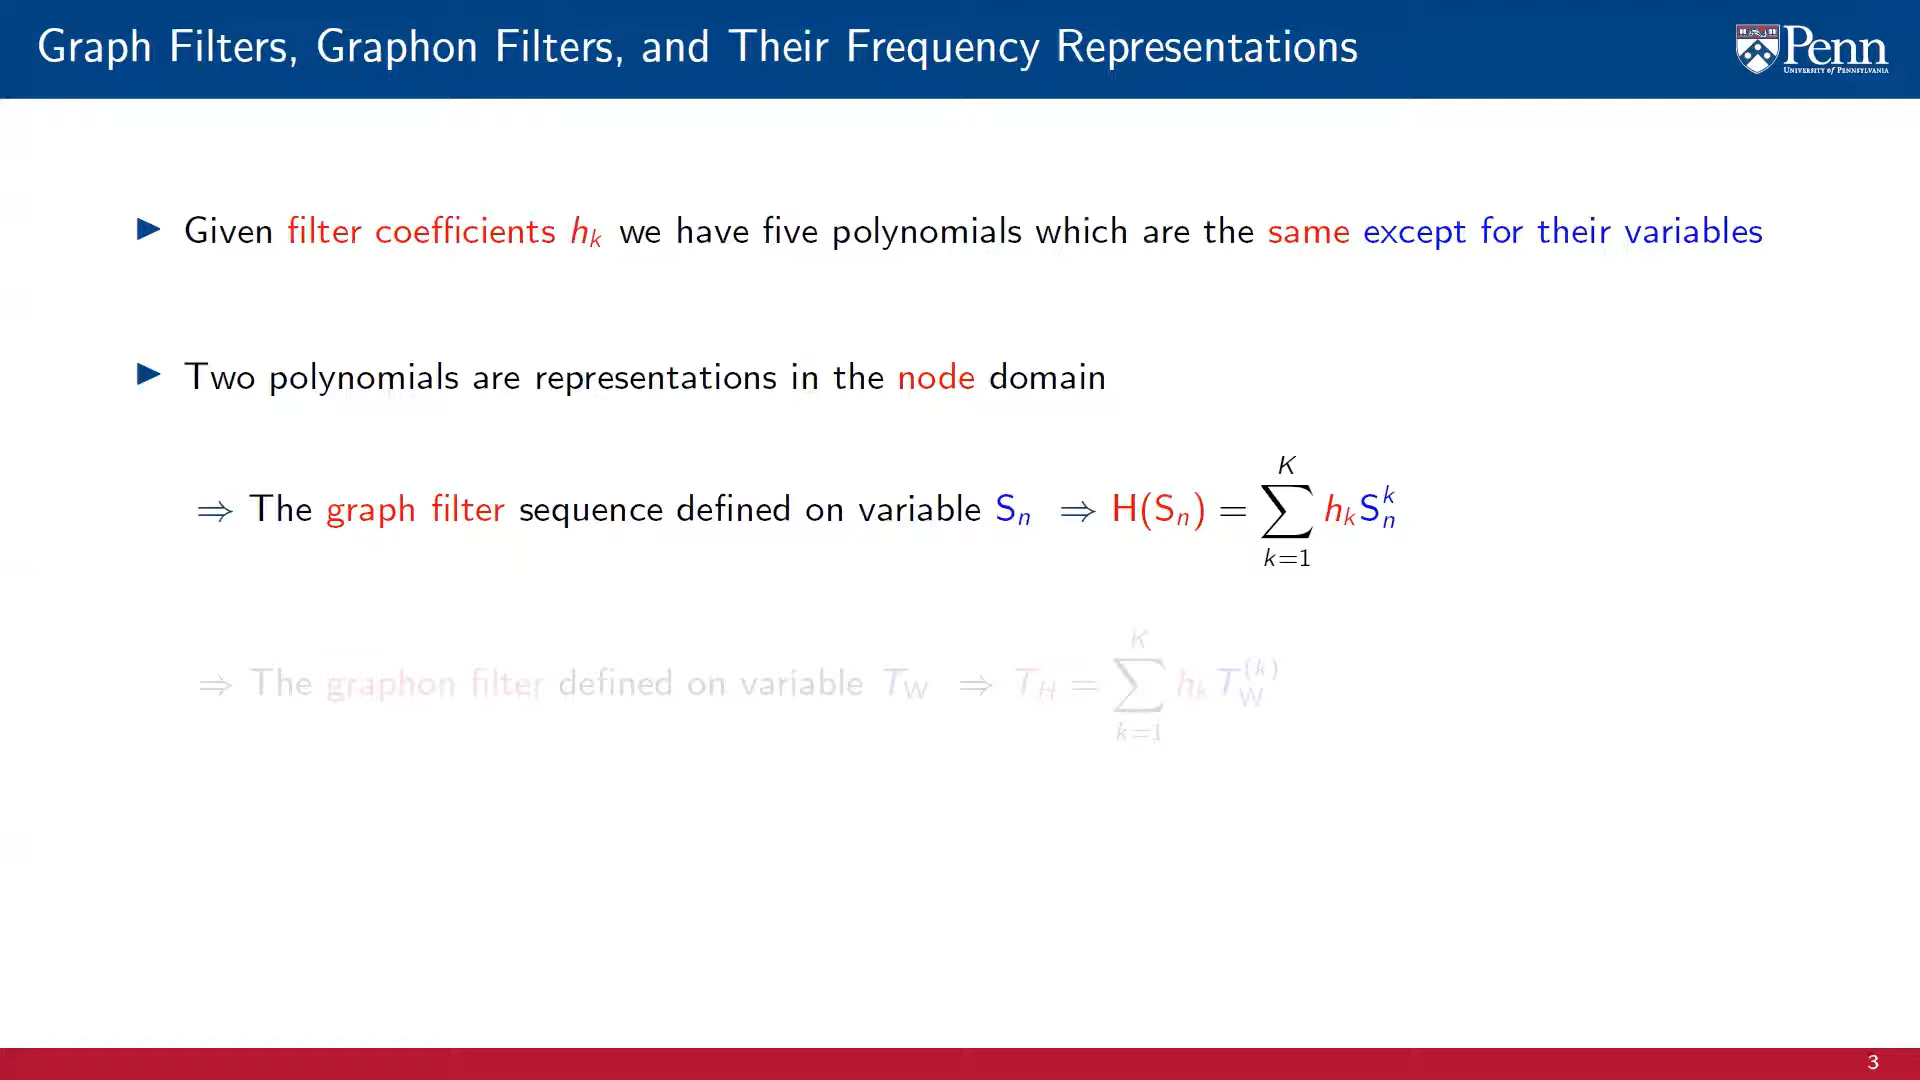 Graph Filters, Graphon Filters, and Their Frequency Representations
Penn
University of Pennsylvania
▶ Given filter coefficients h_k we have five polynomials which are the same except for their variables
▶ Two polynomials are representations in the node domain
⇒ The graph filter sequence defined on variable S_n ⇒ H(S_n) = ∑_{k=1}^{K} h_k S_n^k
⇒ The graphon filter defined on variable T_W ⇒ T_H = ∑_{k=1}^{K} h_k T_W^{(k)}
3